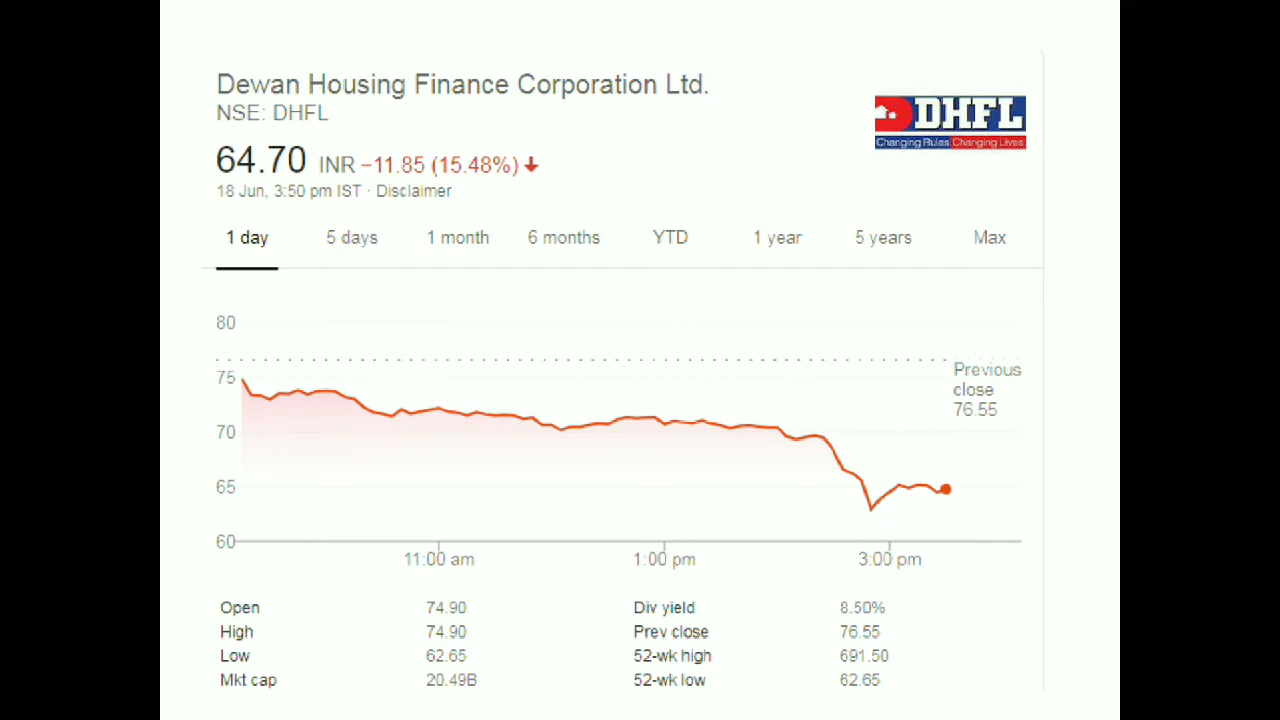 Dewan Housing Finance Corporation Ltd.
NSE: DHFL
DHFL
Changing Rules Changing Lives
64.70 INR −11.85 (15.48%)
18 Jun, 3:50 pm IST · Disclaimer
1 day 5 days 1 month 6 months YTD 1 year 5 years Max
80
75
70
65
60
Previous
close
76.55
11:00 am 1:00 pm 3:00 pm
Open 74.90 Div yield 8.50%
High 74.90 Prev close 76.55
Low 62.65 52-wk high 691.50
Mkt cap 20.49B 52-wk low 62.65